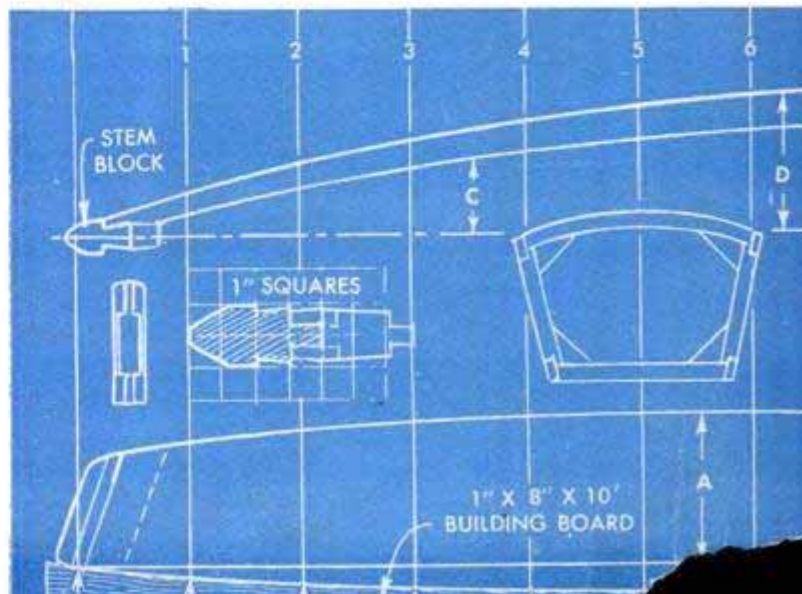 1 2 3 4 5 6
STEM
BLOCK
C
D
1" SQUARES
A
1" X 8" X 10'
BUILDING BOARD